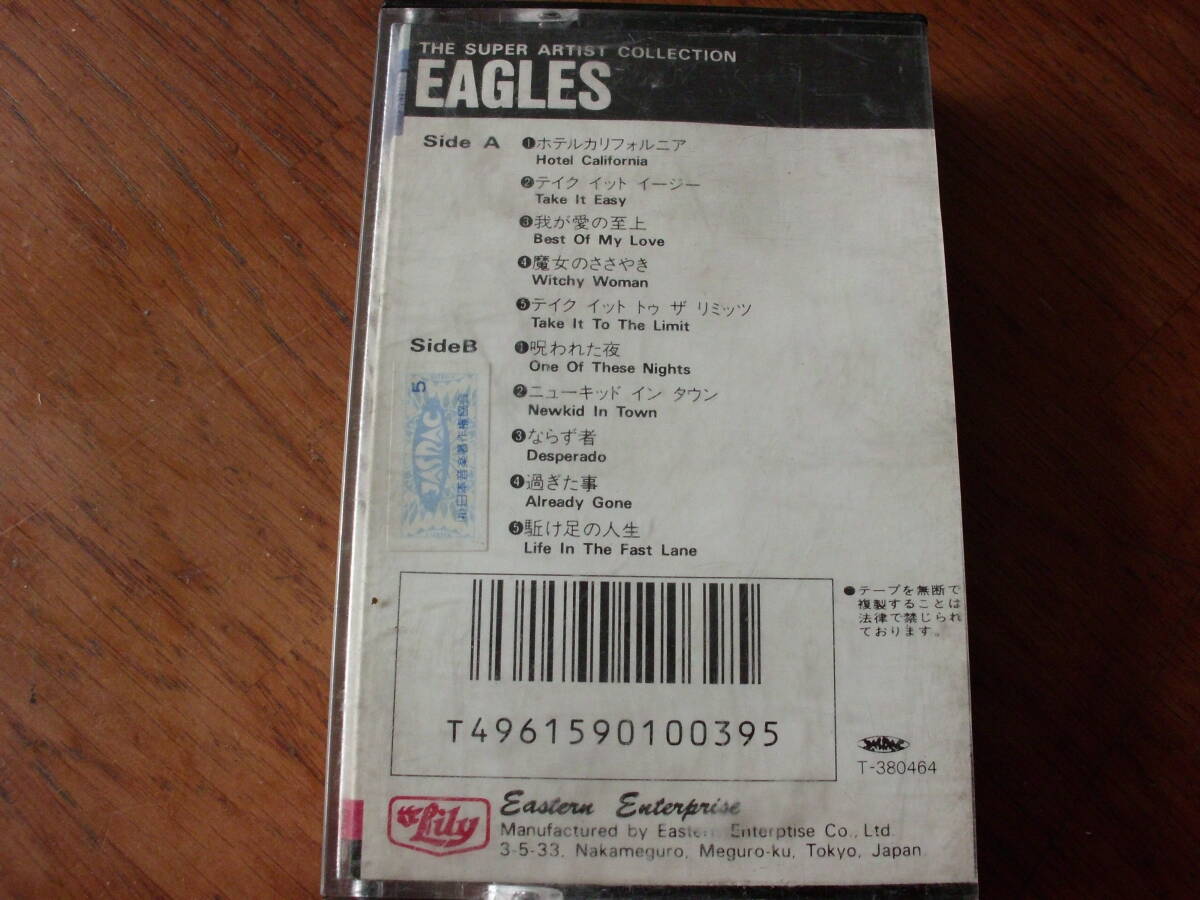 THE SUPER ARTIST COLLECTION
EAGLES
Side A
❶ホテルカリフォルニア
Hotel California
❷テイク イット イージー
Take It Easy
❸我が愛の至上
Best Of My Love
❹魔女のささやき
Witchy Woman
❺テイク イット トゥ ザ リミッツ
Take It To The Limit
SideB
❶呪われた夜
One Of These Nights
❷ニューキッド イン タウン
Newkid In Town
❸ならず者
Desperado
❹過ぎた事
Already Gone
❺駈け足の人生
Life In The Fast Lane
5
JASRAC
T4961590100395
●テープを無断で
複製することは
法律で禁じられ
ております。
JASRAC
T-380464
Lily
Eastern Enterprise
Manufactured by Enterptise Co., Ltd.
3-5-33, Nakameguro, Meguro-ku, Tokyo, Japan